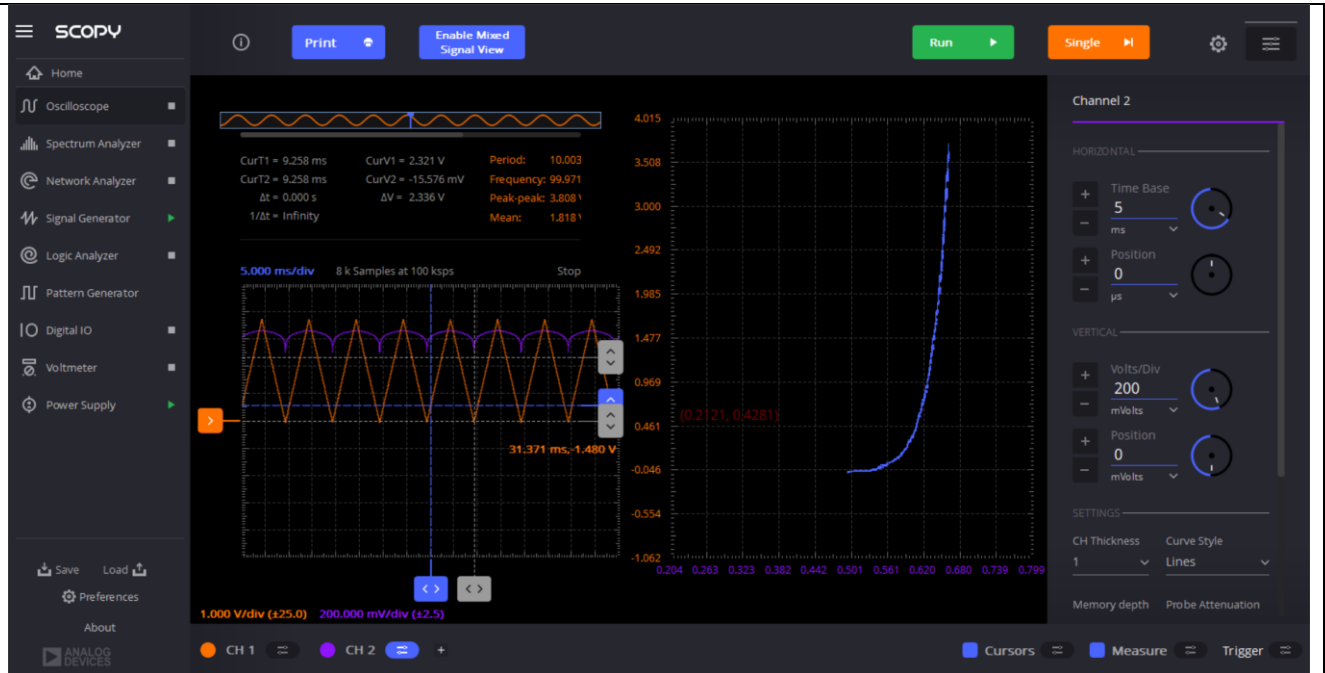 SCOPY
Home
Oscilloscope
Spectrum Analyzer
Network Analyzer
Signal Generator
Logic Analyzer
Pattern Generator
Digital IO
Voltmeter
Power Supply
Save Load
Preferences
About
ANALOG
DEVICES
Print
Enable Mixed
Signal View
Run
Single
CurT1 = 9.258 ms CurV1 = 2.321 V Period: 10.003
CurT2 = 9.258 ms CurV2 = -15.576 mV Frequency: 99.971
Δt = 0.000 s ΔV = 2.336 V Peak-peak: 3.808
1/Δt = Infinity Mean: 1.818
5.000 ms/div 8 k Samples at 100 ksps Stop
31.371 ms,-1.480 V
1.000 V/div (±25.0) 200.000 mV/div (±2.5)
4.015
3.508
3.000
2.492
1.985
1.477
0.969
0.461
-0.046
-0.554
-1.062
(0.2121, 0.4281)
0.204 0.263 0.323 0.382 0.442 0.501 0.561 0.620 0.680 0.739 0.799
Channel 2
HORIZONTAL
+ Time Base
5
- ms
+ Position
0
- µs
VERTICAL
+ Volts/Div
200
- mVolts
+ Position
0
- mVolts
SETTINGS
CH Thickness Curve Style
1 Lines
Memory depth Probe Attenuation
CH 1 CH 2 + Cursors Measure Trigger